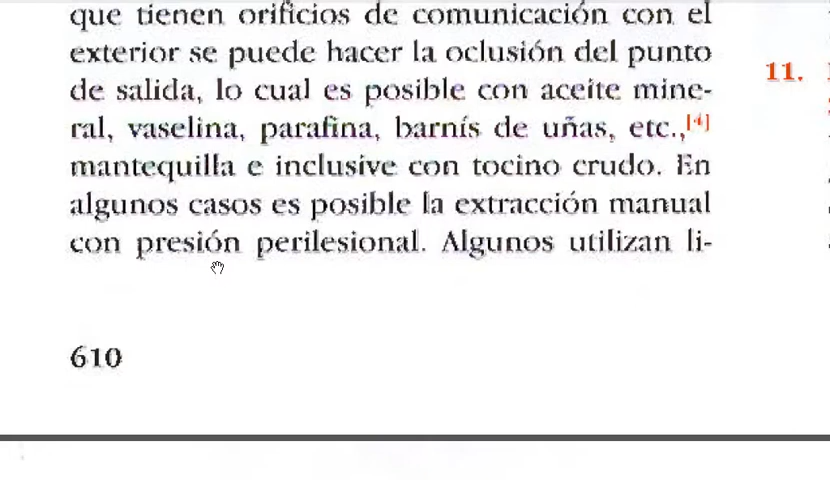 que tienen orificios de comunicación con el
exterior se puede hacer la oclusión del punto
de salida, lo cual es posible con aceite mine-
ral, vaselina, parafina, barnís de uñas, etc.,[4]
mantequilla e inclusive con tocino crudo. En
algunos casos es posible la extracción manual
con presión perilesional. Algunos utilizan li-
610
11.